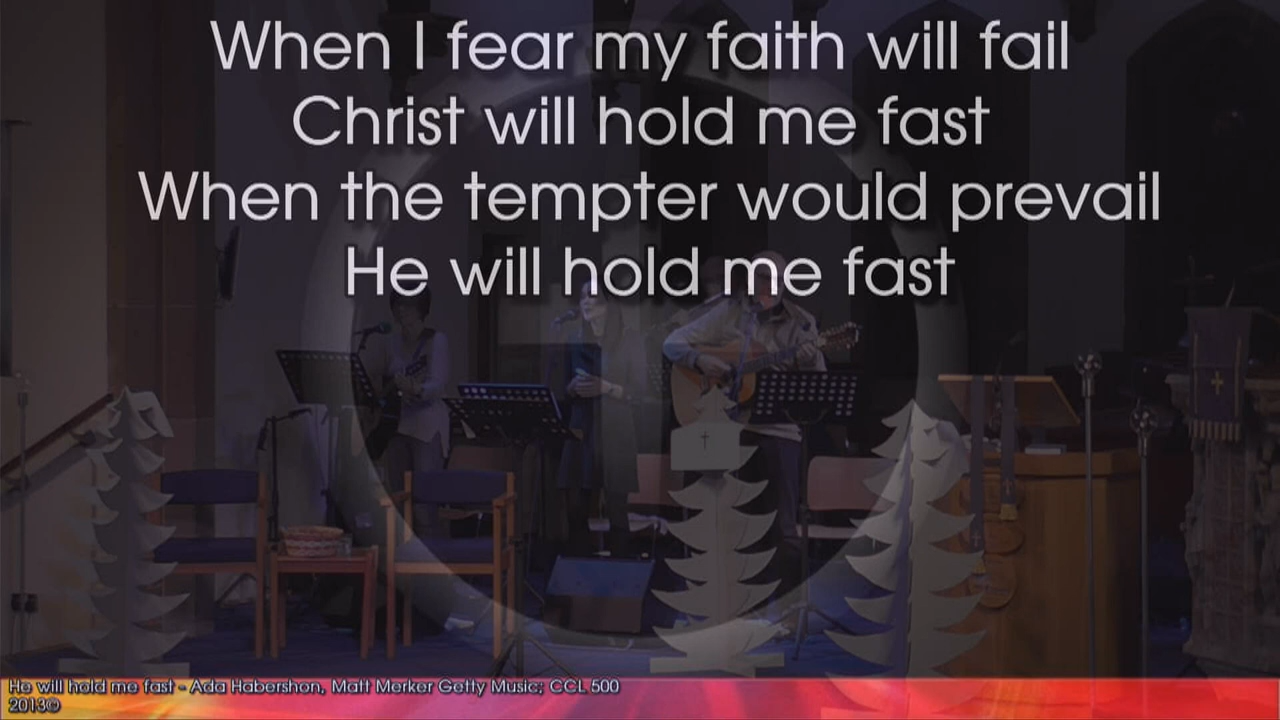 When I fear my faith will fail
Christ will hold me fast
When the tempter would prevail
He will hold me fast
He will hold me fast - Ada Habershon, Matt Merker Getty Music; CCL 500
2013©